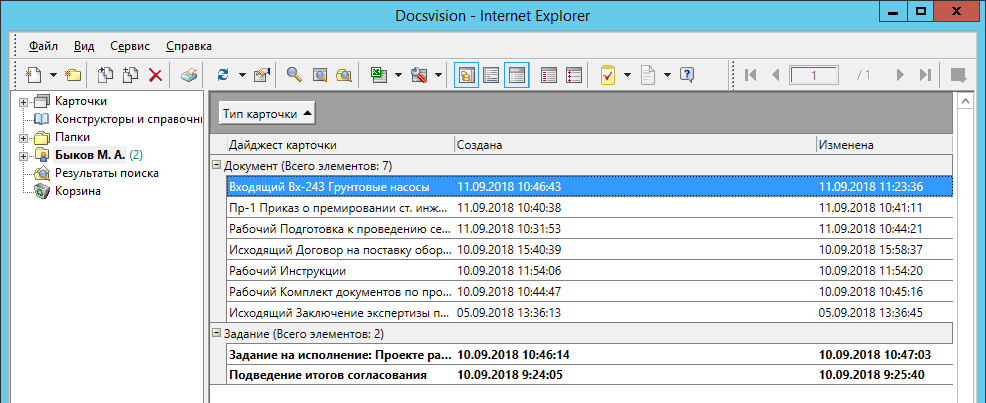 Docsvision - Internet Explorer
Файл Вид Сервис Справка
1 / 1
Карточки
Конструкторы и справочни
Папки
Быков М. А. (2)
Результаты поиска
Корзина
Тип карточки
Дайджест карточки Создана Изменена
Документ (Всего элементов: 7)
Входящий Вх-243 Грунтовые насосы 11.09.2018 10:46:43 11.09.2018 11:23:36
Пр-1 Приказ о премировании ст. инж... 11.09.2018 10:40:38 11.09.2018 10:41:11
Рабочий Подготовка к проведению се... 11.09.2018 10:31:53 11.09.2018 10:44:21
Исходящий Договор на поставку обор... 10.09.2018 15:40:39 10.09.2018 15:58:37
Рабочий Инструкции 10.09.2018 11:54:06 10.09.2018 11:54:20
Рабочий Комплект документов по про... 10.09.2018 10:44:47 10.09.2018 10:45:16
Исходящий Заключение экспертизы п... 05.09.2018 13:36:13 05.09.2018 13:36:45
Задание (Всего элементов: 2)
Задание на исполнение: Проекте ра... 10.09.2018 10:46:14 10.09.2018 10:47:03
Подведение итогов согласования 10.09.2018 9:24:05 10.09.2018 9:25:40